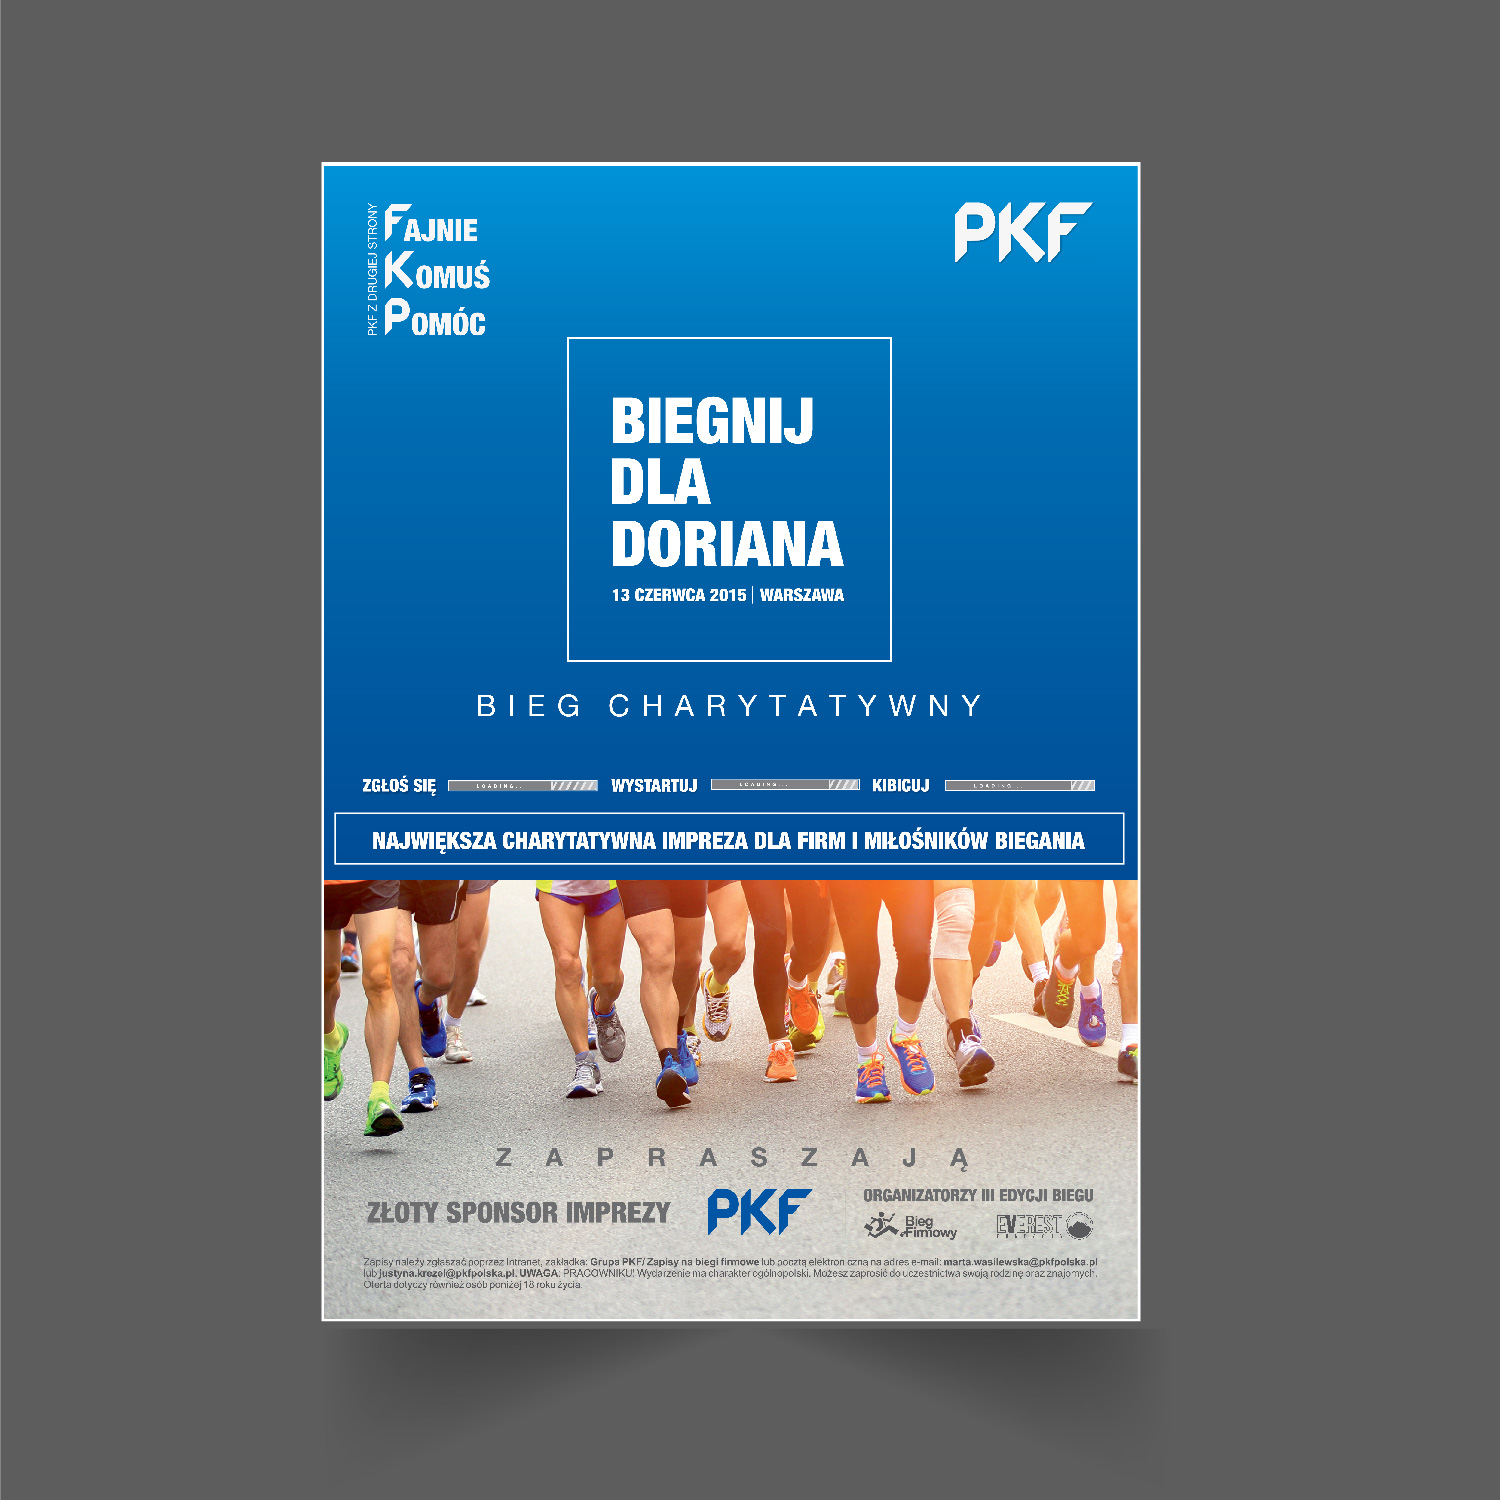 PKF Z DRUGIEJ STRONY
FAJNIE
KOMUŚ
POMÓC
PKF
BIEGNIJ
DLA
DORIANA
13 CZERWCA 2015 | WARSZAWA
BIEG CHARYTATYWNY
ZGŁOŚ SIĘ LOADING... WYSTARTUJ LOADING... KIBICUJ LOADING...
NAJWIĘKSZA CHARYTATYWNA IMPREZA DLA FIRM I MIŁOŚNIKÓW BIEGANIA
ZAPRASZAJĄ
ZŁOTY SPONSOR IMPREZY PKF
ORGANIZATORZY III EDYCJI BIEGU
Bieg
Firmowy
EVEREST
FUNDACJA
Zapisy należy zgłaszać poprzez Intranet, zakładka: Grupa PKF/ Zapisy na biegi firmowe lub pocztą elektroniczną na adres e-mail: marta.wasilewska@pkfpolska.pl
lub justyna.krezel@pkfpolska.pl. UWAGA: PRACOWNIKU! Wydarzenie ma charakter ogólnopolski. Możesz zaprosić do uczestnictwa swoją rodzinę oraz znajomych.
Oferta dotyczy również osób poniżej 18 roku życia.